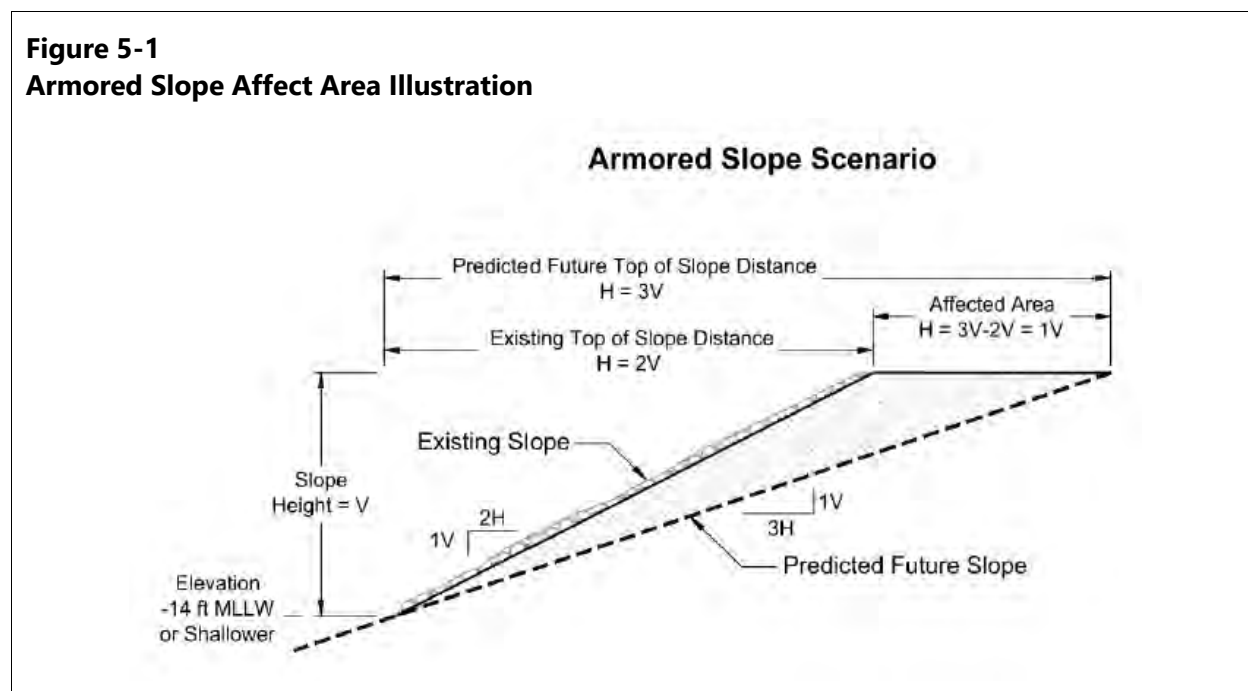 Figure 5-1
Armored Slope Affect Area Illustration
Armored Slope Scenario
Predicted Future Top of Slope Distance
H = 3V
Affected Area
H = 3V-2V = 1V
Existing Top of Slope Distance
H = 2V
Existing Slope
Slope
Height = V
2H
1V
1V
3H
Predicted Future Slope
Elevation
-14 ft MLLW
or Shallower